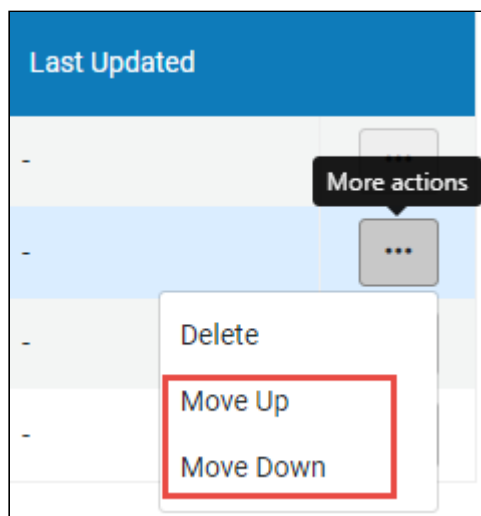 Last Updated
-
More actions
-
...
-
Delete
Move Up
-
Move Down